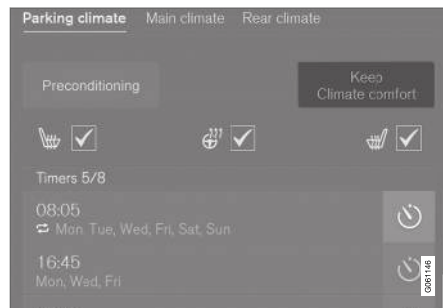 Parking climate Main climate Rear climate
Preconditioning
Keep
Climate comfort
Timers 5/8
08:05
Mon, Tue, Wed, Fri, Sat, Sun
16:45
Mon, Wed, Fri
G061146